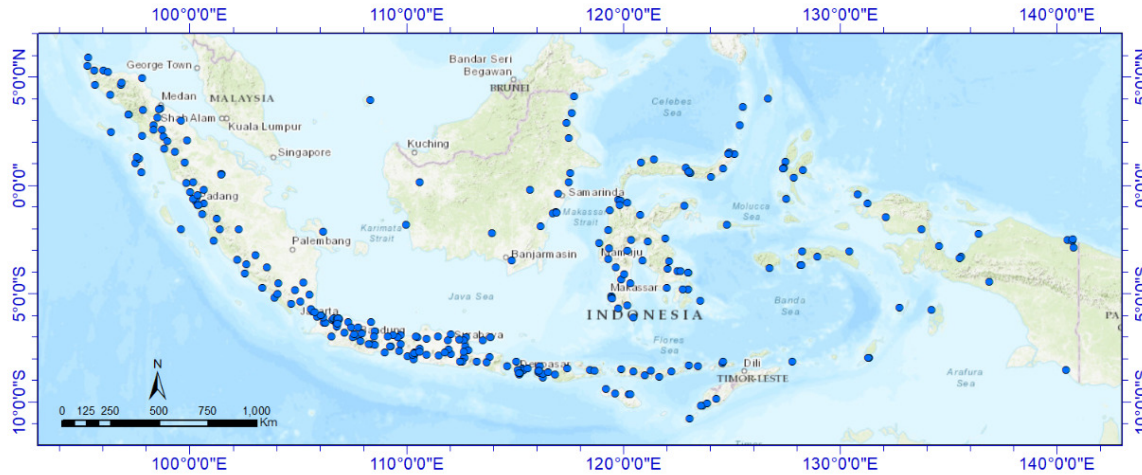 100°0'0"E 110°0'0"E 120°0'0"E 130°0'0"E 140°0'0"E
5°0'0"N
5°0'0"N
0°0'0"
0°0'0"
5°0'0"S
5°0'0"S
10°0'0"S
10°0'0"S
George Town
Medan
MALAYSIA
Shah Alam
Kuala Lumpur
Singapore
Bandar Seri
Begawan
BRUNEI
Kuching
Celebes
Sea
Padang
Palembang
Karimata
Strait
Samarinda
Makassar
Strait
Molucca
Sea
Banjarmasin
Mamuju
Makassar
INDONESIA
Java Sea
Banda
Sea
Jakarta
Bandung
Surabaya
Denpasar
Flores
Sea
Dili
TIMOR-LESTE
Arafura
Sea
Timor
PA
N
0 125 250 500 750 1,000
Km
100°0'0"E 110°0'0"E 120°0'0"E 130°0'0"E 140°0'0"E